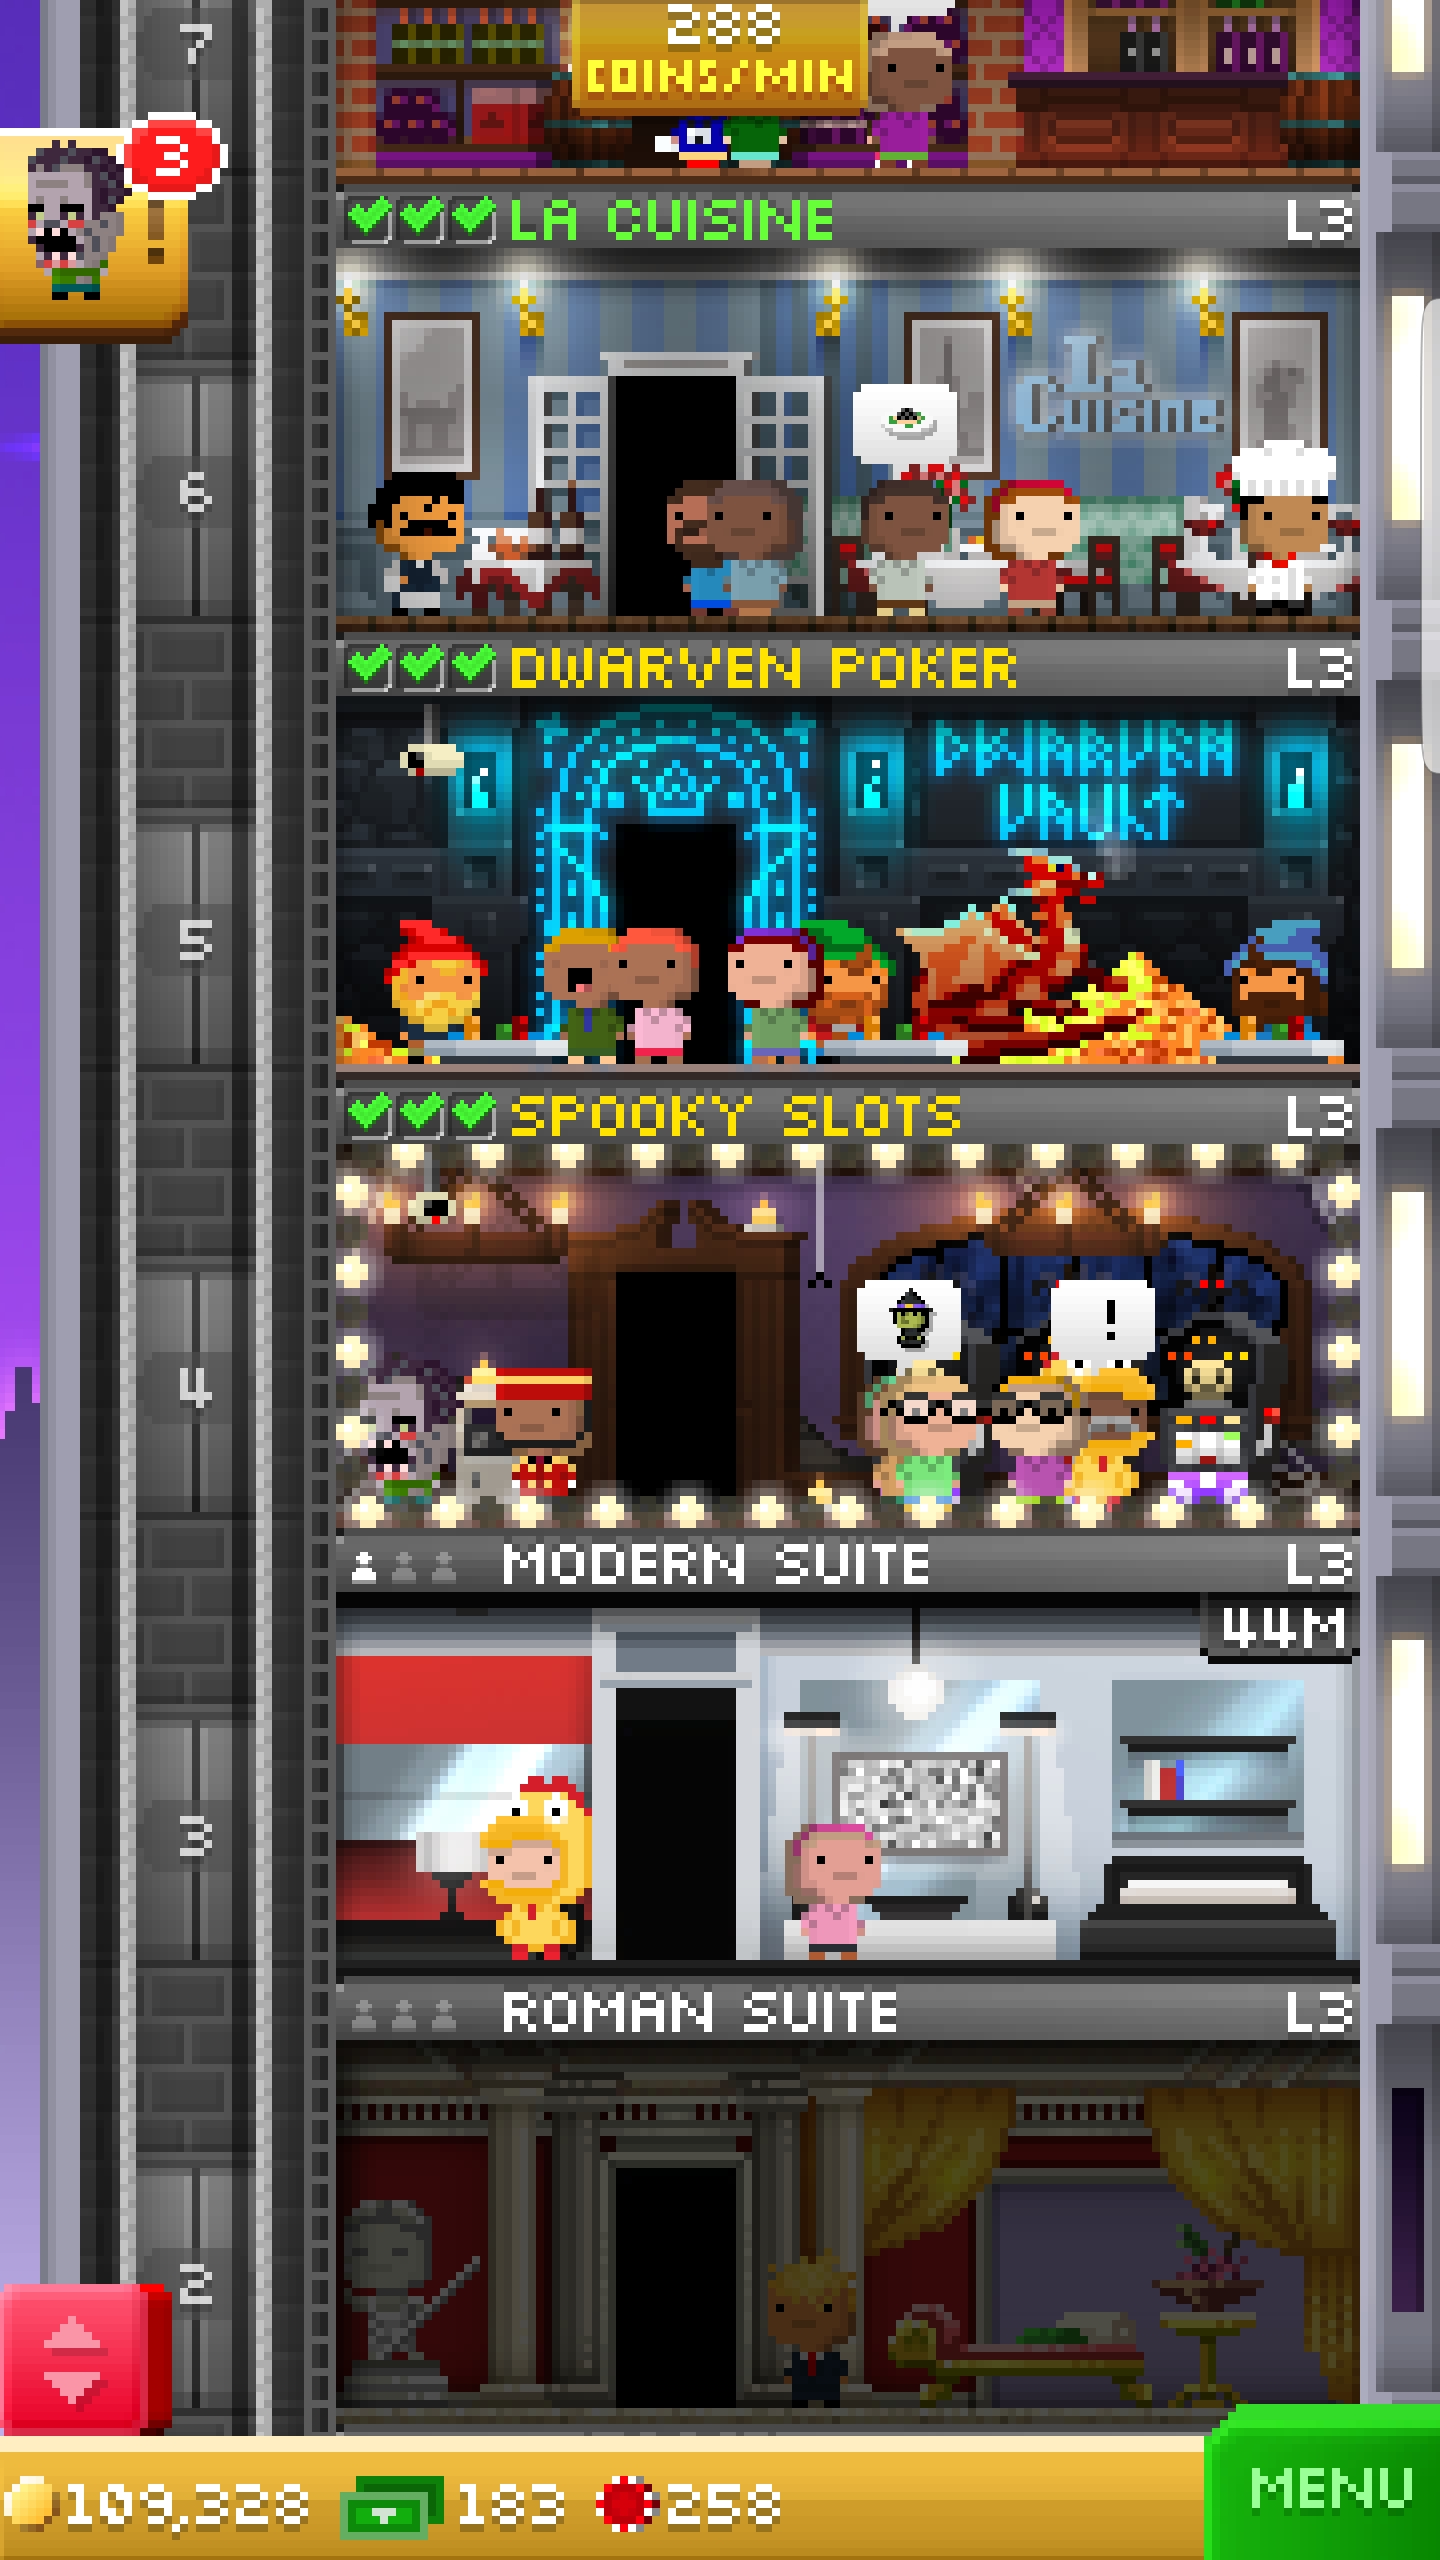 7
288
COINS/MIN
3
!
LA CUISINE L3
La
Cuisine
6
DWARVEN POKER L3
DWARVEN
VAULT
5
SPOOKY SLOTS L3
!
4
MODERN SUITE L3
44M
3
ROMAN SUITE L3
2
109,328 183 258
MENU